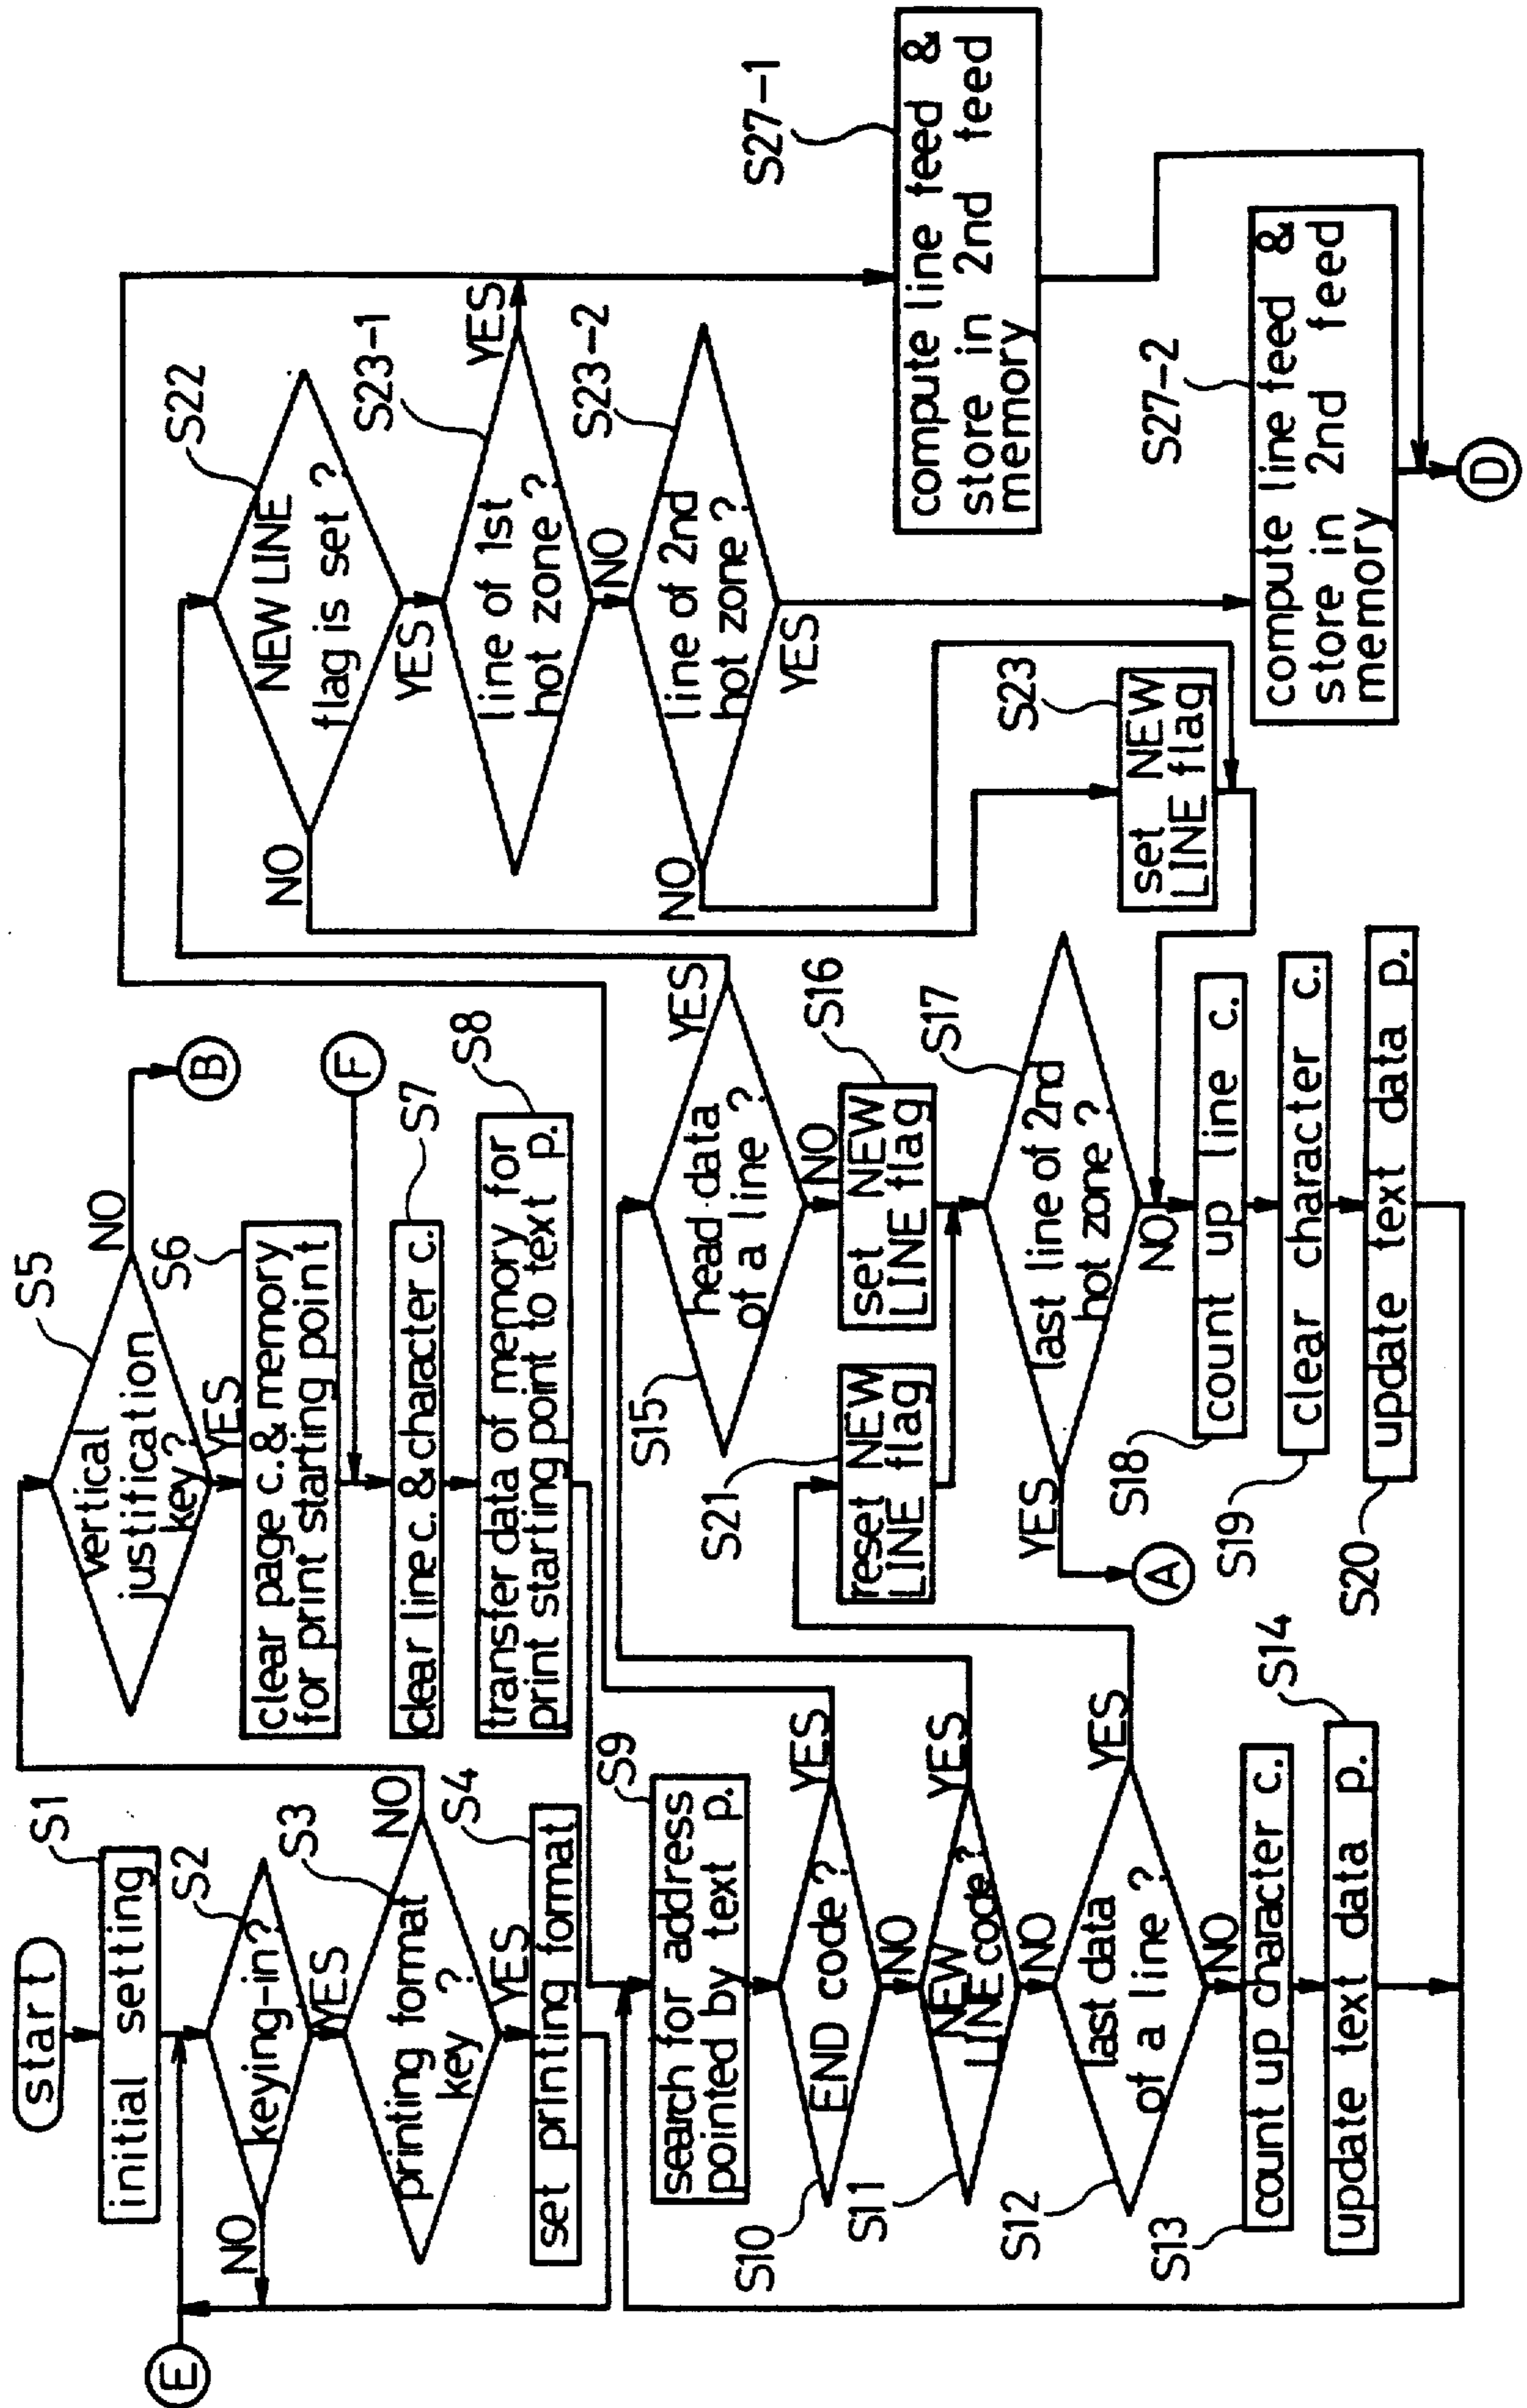 start
S1
initial setting
S2
keying-in?
NO
YES
E
S3
printing format
key ?
NO
YES
S4
set printing format
S5
vertical
justification
key ?
NO
YES
B
S6
clear page c. & memory
for print starting point
F
S7
clear line c. & character c.
S8
transfer data of memory for
print starting point to text p.
S9
search for address
pointed by text p.
S10
END code ?
YES
NO
S11
NEW
LINE code?
YES
NO
S12
last data
of a line ?
YES
NO
S13
count up character c.
S14
update text data p.
S15
head data
of a line ?
YES
NO
S16
set NEW
LINE flag
S21
reset NEW
LINE flag
S17
last line of 2nd
hot zone ?
YES
NO
A
S18
count up line c.
S19
clear character c.
S20
update text data p.
S22
NEW LINE
flag is set ?
NO
YES
S23-1
line of 1st
hot zone ?
YES
NO
S23-2
line of 2nd
hot zone ?
NO
YES
S23
set NEW
LINE flag
S27-1
compute line feed &
store in 2nd feed
memory
S27-2
compute line feed &
store in 2nd feed
memory
D